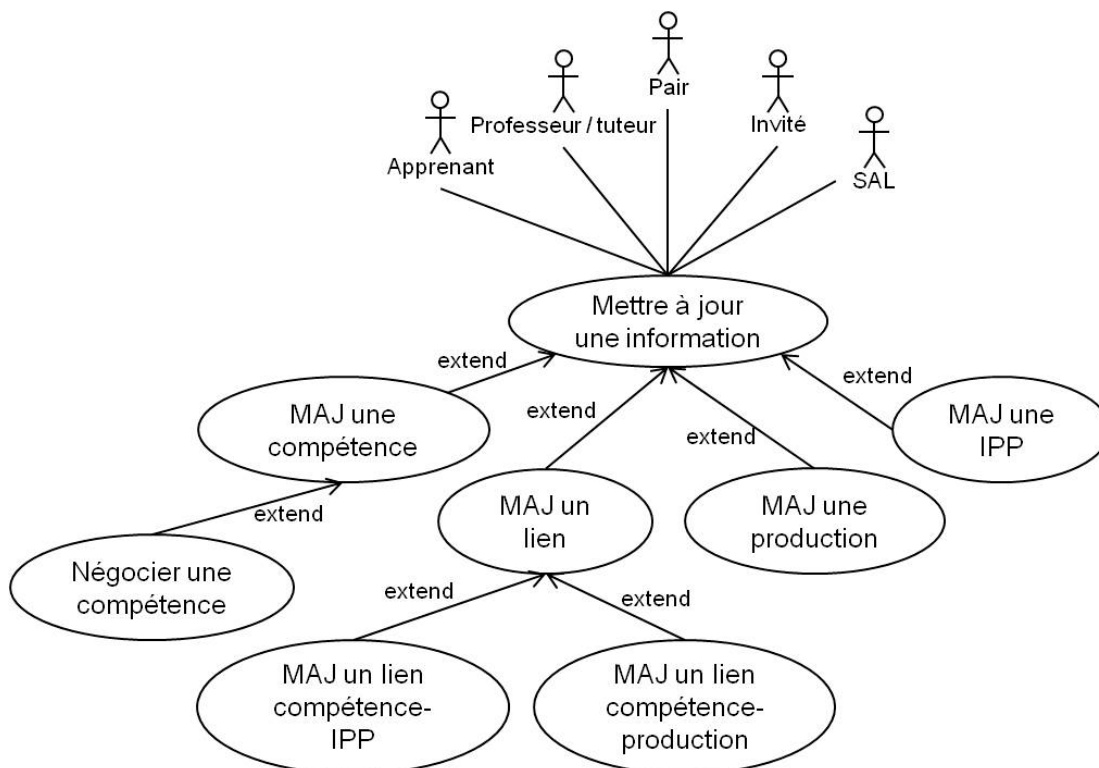 Pair
Invité
Professeur / tuteur
Apprenant
SAL
Mettre à jour
une information
extend
extend
extend
extend
MAJ une
compétence
MAJ une
IPP
MAJ un
lien
MAJ une
production
extend
Négocier une
compétence
extend
extend
MAJ un lien
compétence-
IPP
MAJ un lien
compétence-
production